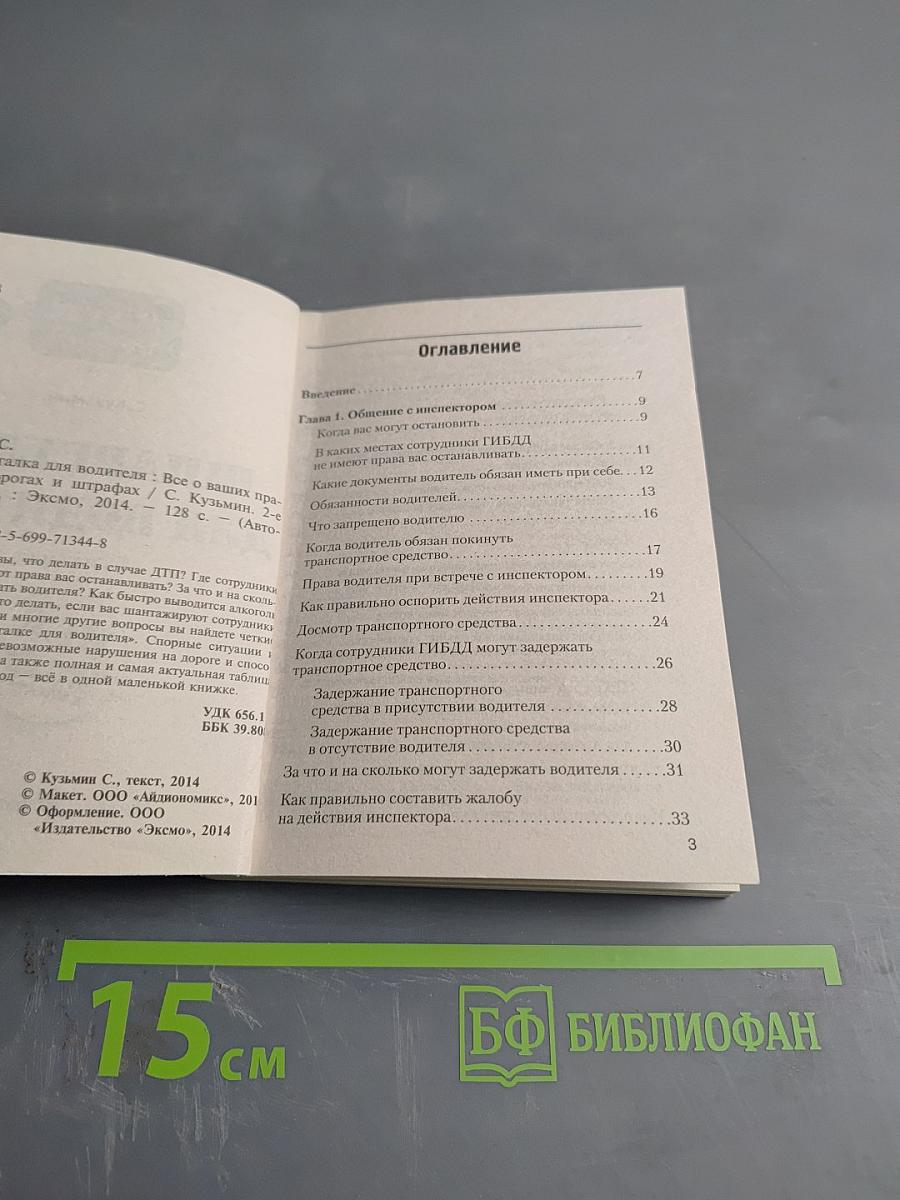 С.
галка для водителя : Все о ваших пра-
орогах и штрафах / С. Кузьмин. 2-е
. : Эксмо, 2014. — 128 с. — (Авто-
-5-699-71344-8
вы, что делать в случае ДТП? Где сотрудники
от права вас останавливать? За что и на сколь-
ать водителя? Как быстро выводится алкоголь
то делать, если вас шантажируют сотрудники
и многие другие вопросы вы найдете четкие
галке для водителя». Спорные ситуации и
евозможные нарушения на дороге и спосо
а также полная и самая актуальная таблиц
од — всё в одной маленькой книжке.
УДК 656.1
ББК 39.80
© Кузьмин С., текст, 2014
© Макет. ООО «Айдиономикс», 201
© Оформление. ООО
«Издательство «Эксмо», 2014
Оглавление
Введение 7
Глава 1. Общение с инспектором 9
Когда вас могут остановить 9
В каких местах сотрудники ГИБДД
не имеют права вас останавливать 11
Какие документы водитель обязан иметь при себе 12
Обязанности водителей 13
Что запрещено водителю 16
Когда водитель обязан покинуть
транспортное средство 17
Права водителя при встрече с инспектором 19
Как правильно оспорить действия инспектора 21
Досмотр транспортного средства 24
Когда сотрудники ГИБДД могут задержать
транспортное средство 26
Задержание транспортного
средства в присутствии водителя 28
Задержание транспортного средства
в отсутствие водителя 30
За что и на сколько могут задержать водителя 31
Как правильно составить жалобу
на действия инспектора 33
3
15 см
БФ БИБЛИОФАН